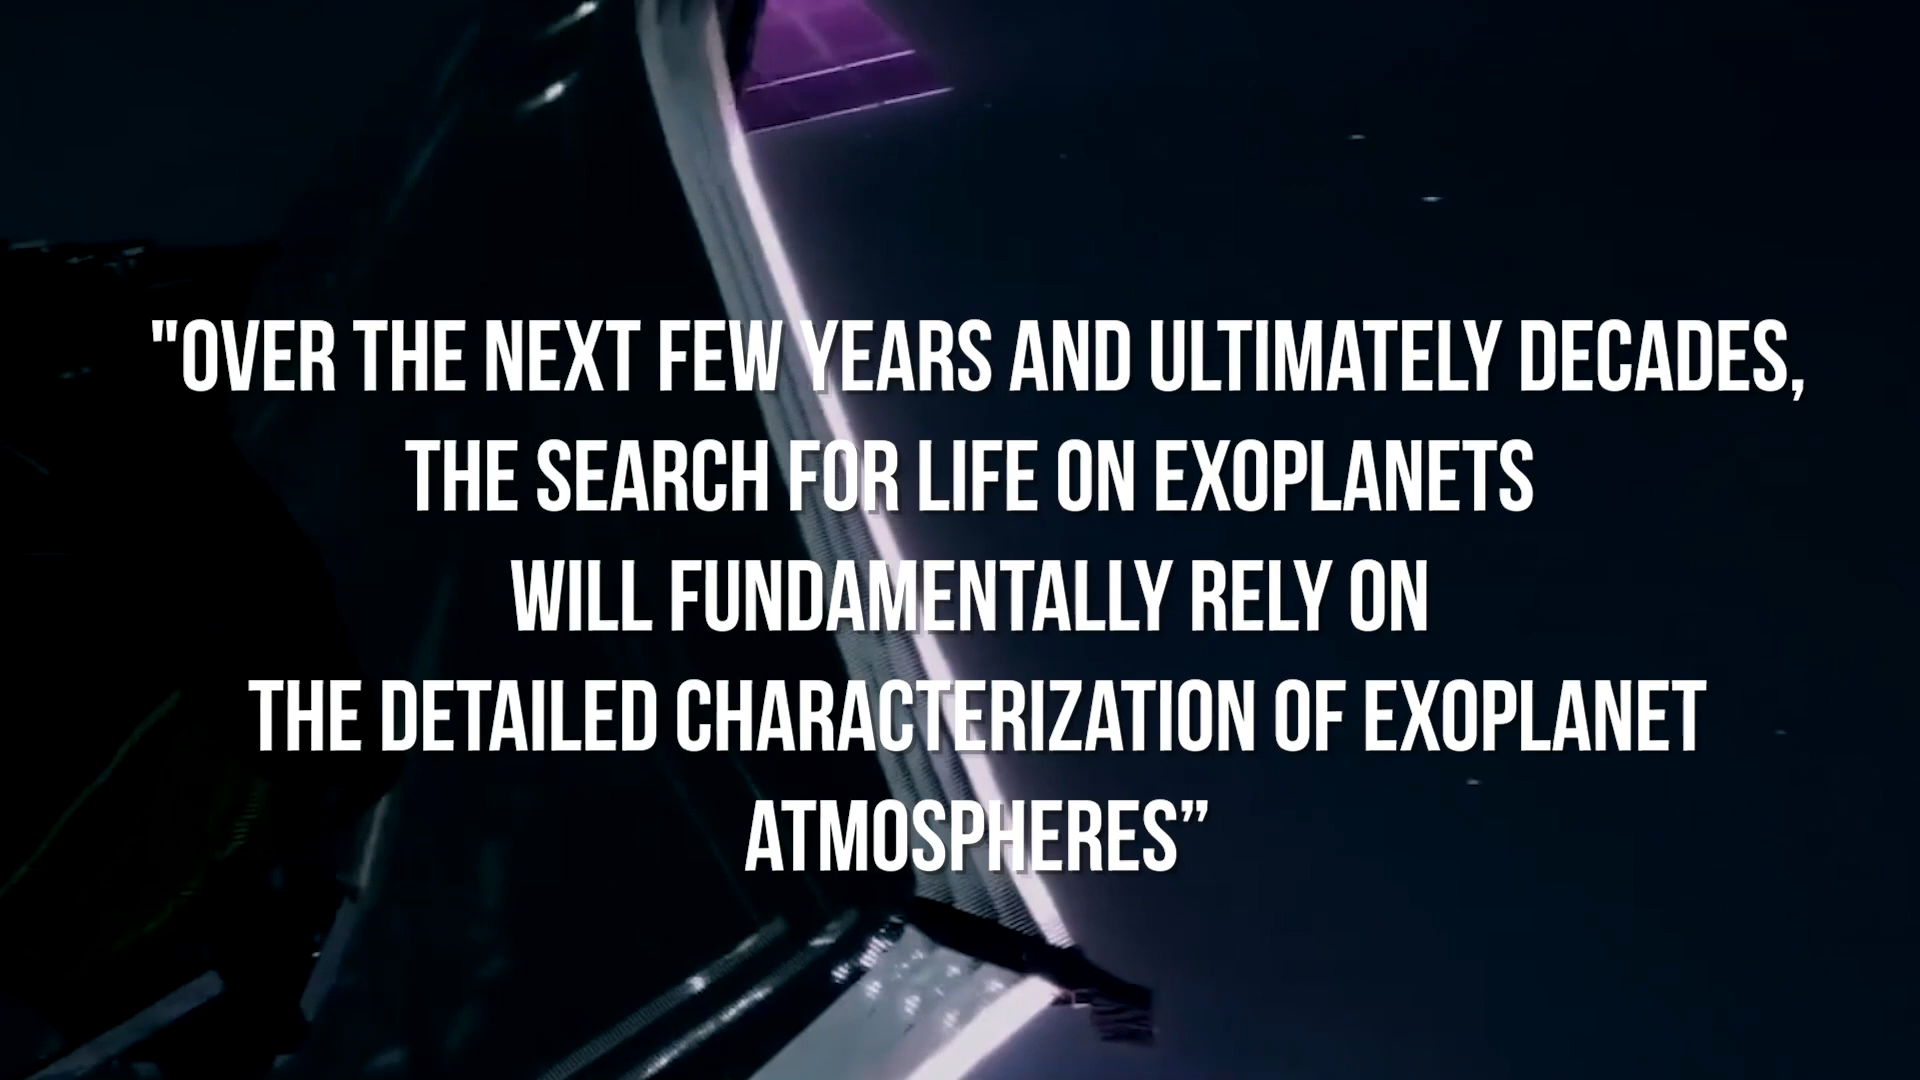 "OVER THE NEXT FEW YEARS AND ULTIMATELY DECADES,
THE SEARCH FOR LIFE ON EXOPLANETS
WILL FUNDAMENTALLY RELY ON
THE DETAILED CHARACTERIZATION OF EXOPLANET
ATMOSPHERES”